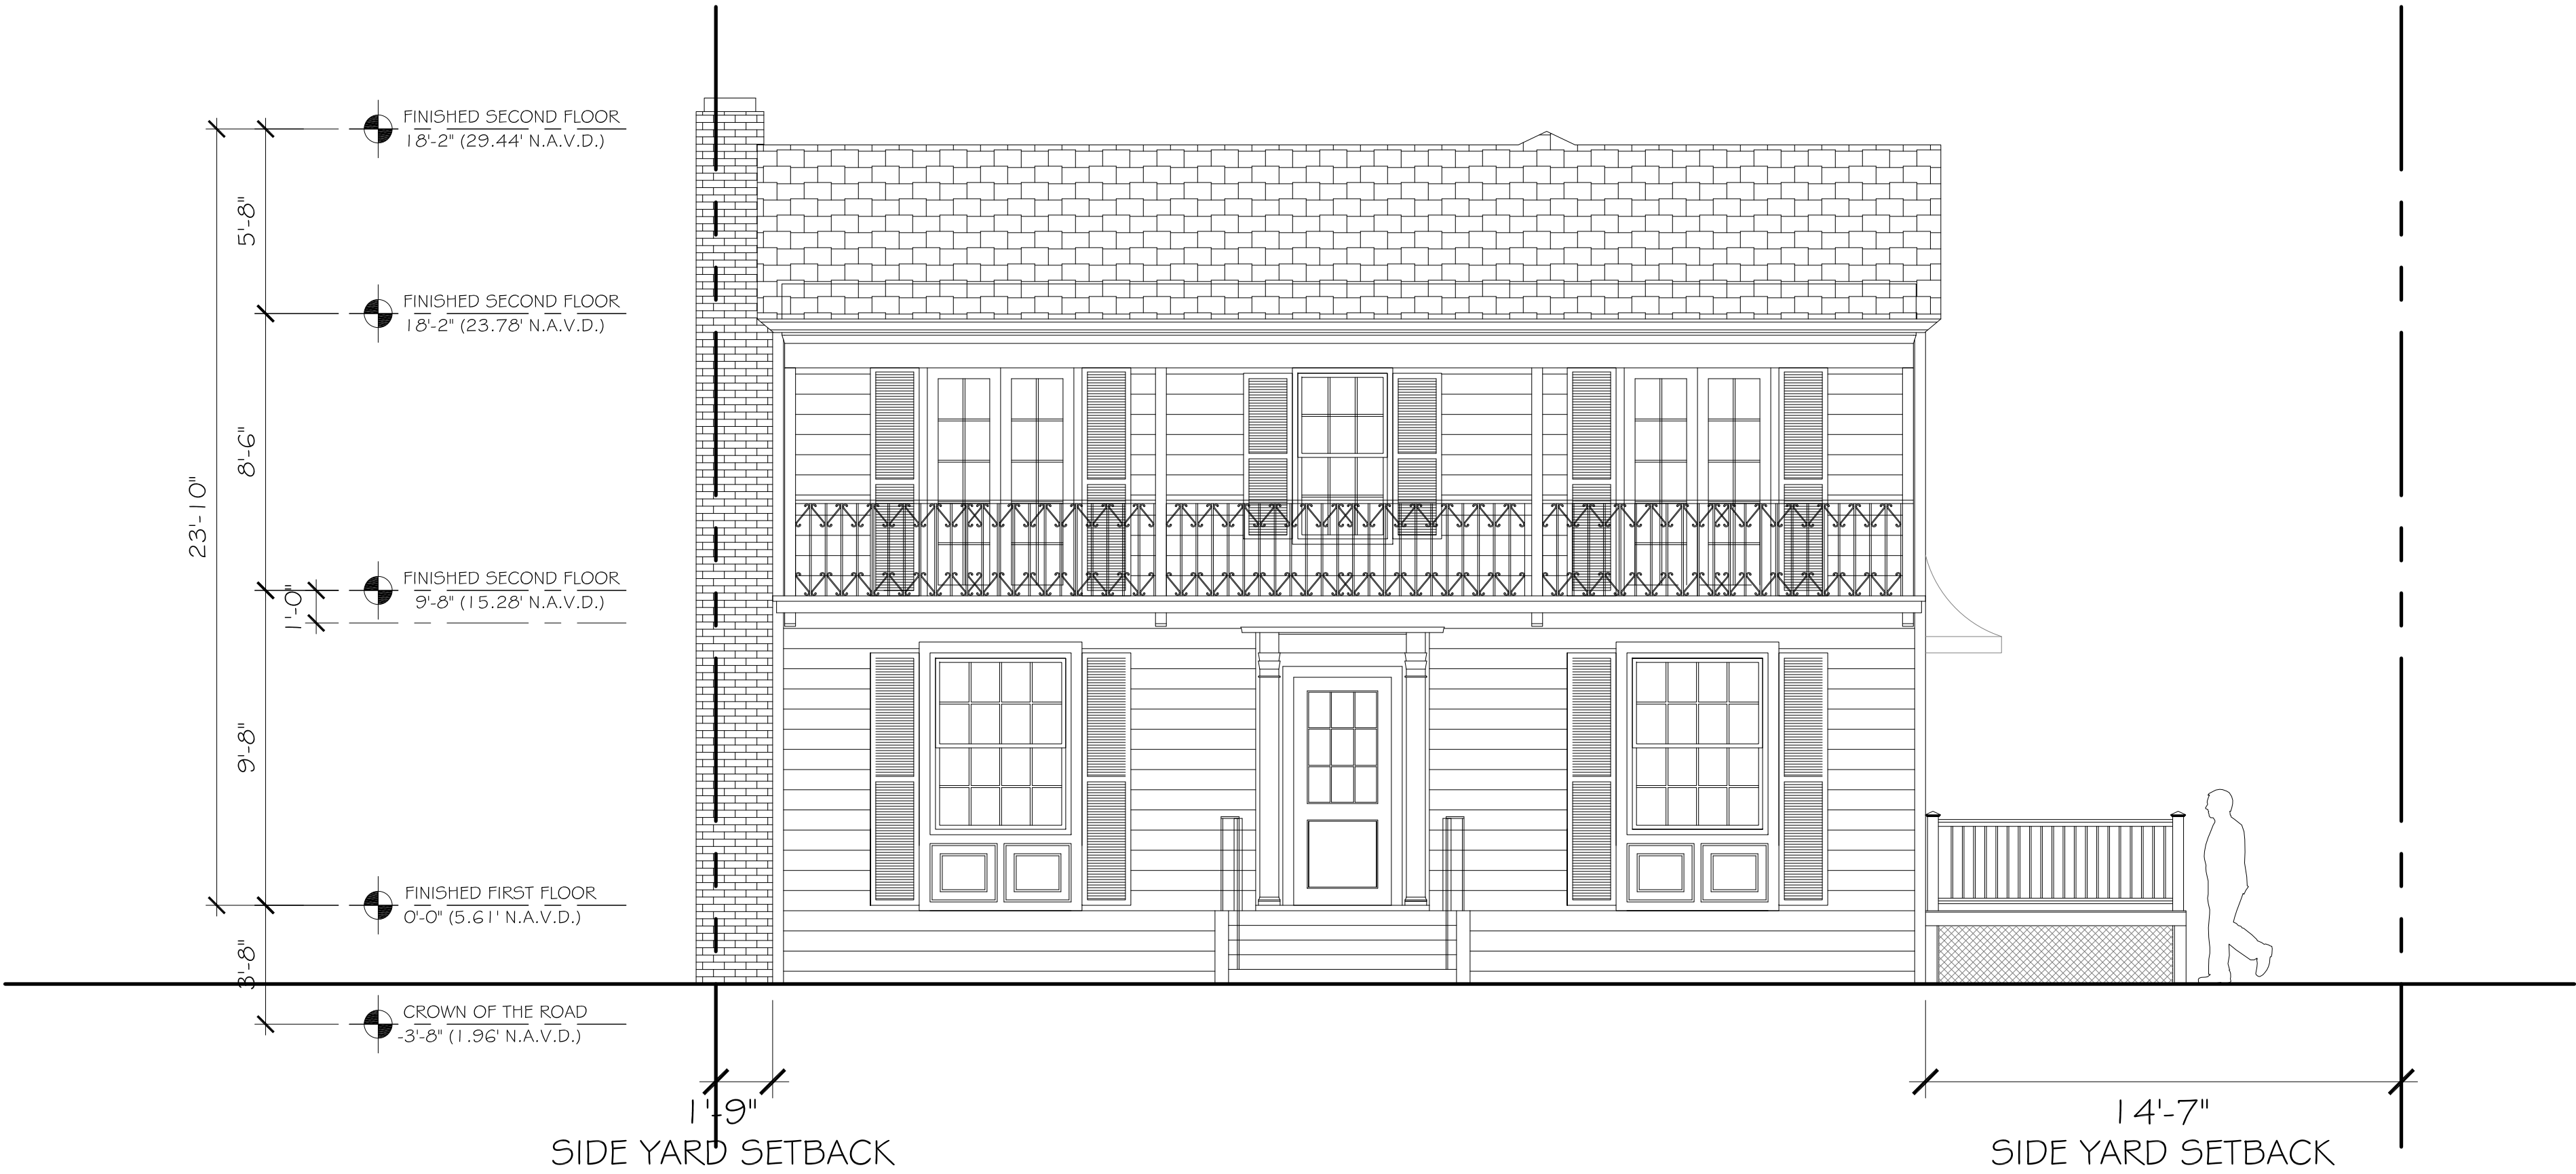 FINISHED SECOND FLOOR
18'-2" (29.44' N.A.V.D.)
5'-8"
FINISHED SECOND FLOOR
18'-2" (23.78' N.A.V.D.)
8'-6"
23'-10"
FINISHED SECOND FLOOR
9'-8" (15.28' N.A.V.D.)
1'-0"
9'-8"
FINISHED FIRST FLOOR
0'-0" (5.61' N.A.V.D.)
3'-8"
CROWN OF THE ROAD
-3'-8" (1.96' N.A.V.D.)
1'-9"
SIDE YARD SETBACK
14'-7"
SIDE YARD SETBACK